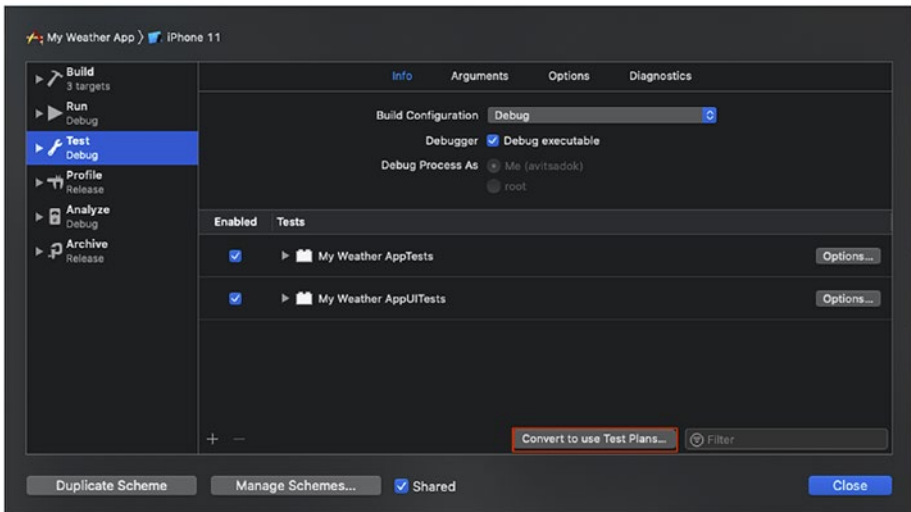 My Weather App 〉 iPhone 11
Build
3 targets
Run
Debug
Test
Debug
Profile
Release
Analyze
Debug
Archive
Release
Info Arguments Options Diagnostics
Build Configuration Debug
Debugger Debug executable
Debug Process As Me (avitsadok)
root
Enabled Tests
My Weather AppTests Options...
My Weather AppUITests Options...
+ − Convert to use Test Plans... Filter
Duplicate Scheme Manage Schemes... Shared Close